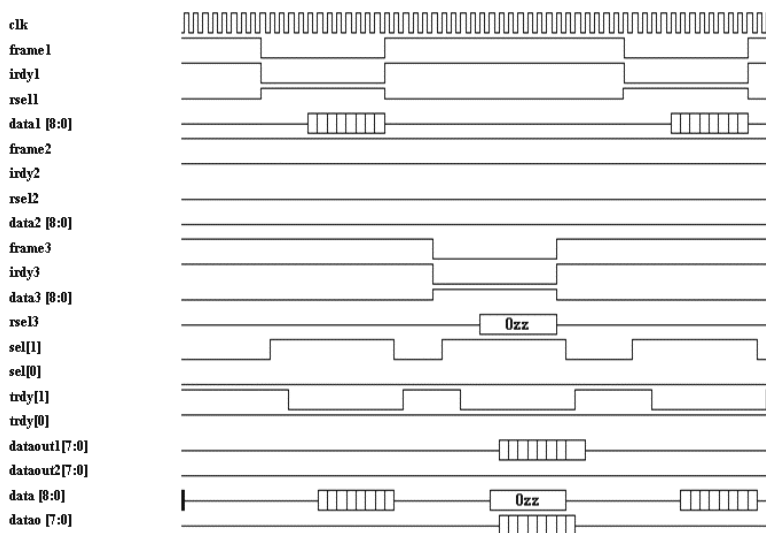 clk
frame1
irdy1
rsel1
data1 [8:0]
frame2
irdy2
rsel2
data2 [8:0]
frame3
irdy3
data3 [8:0]
rsel3 0zz
sel[1]
sel[0]
trdy[1]
trdy[0]
dataout1[7:0]
dataout2[7:0]
data [8:0] 0zz
datao [7:0]